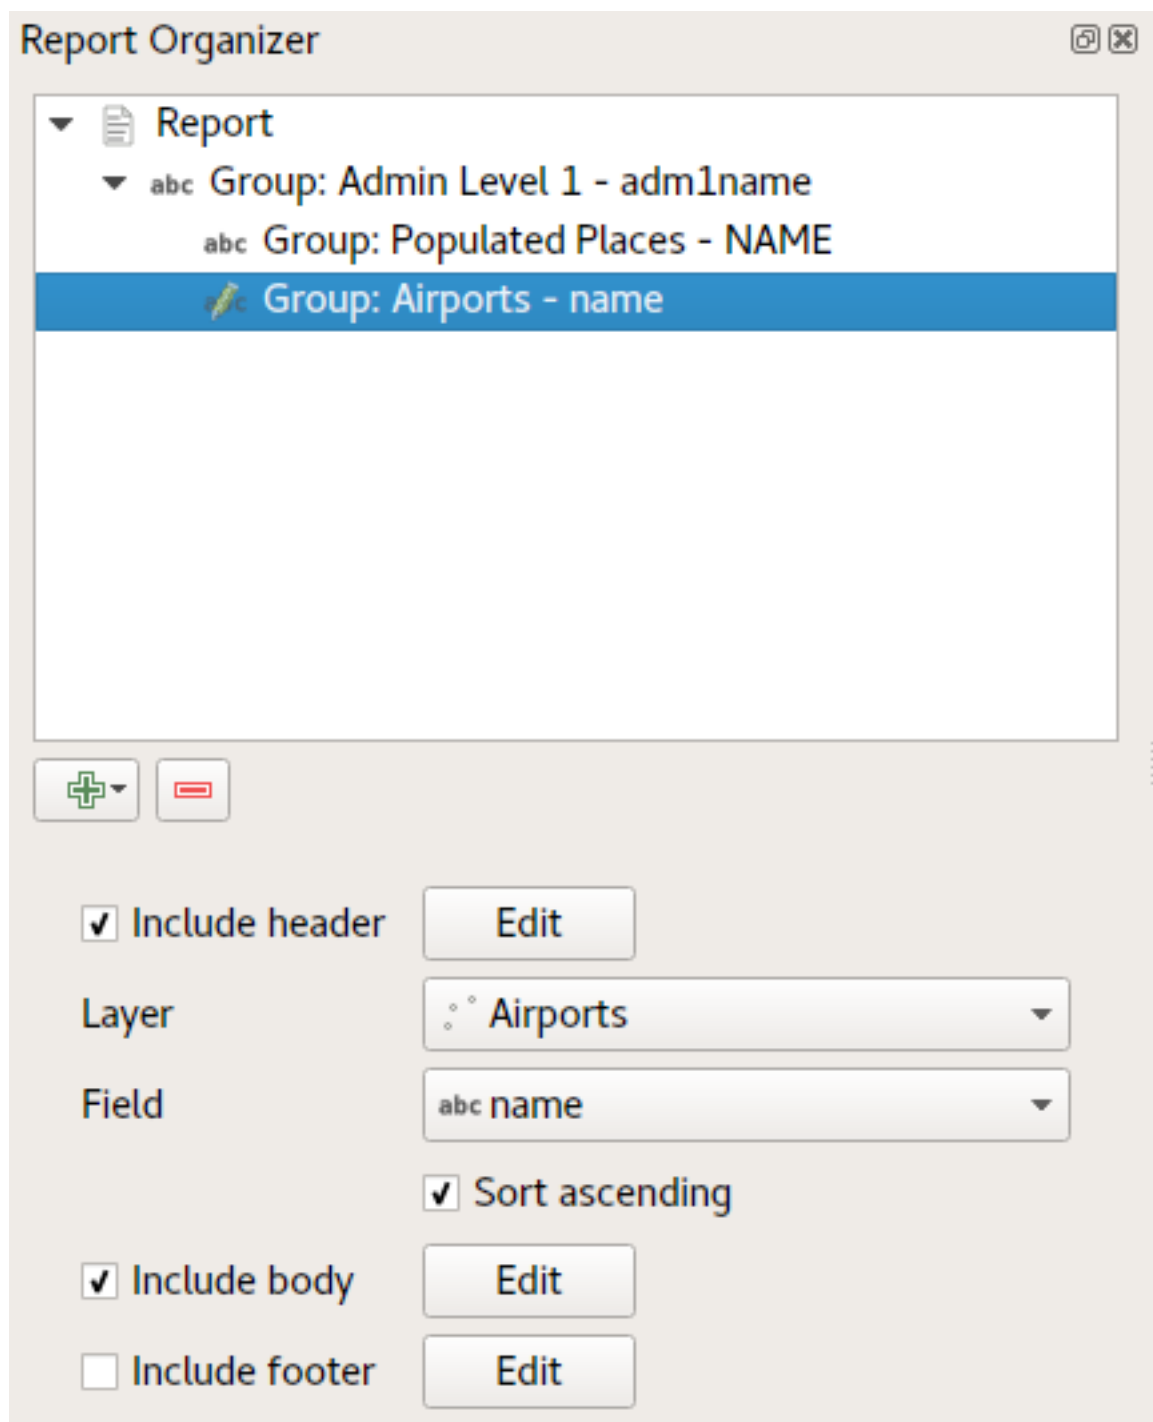 Report Organizer
Report
abc Group: Admin Level 1 - adm1name
abc Group: Populated Places - NAME
Group: Airports - name
Include header Edit
Layer Airports
Field abc name
Sort ascending
Include body Edit
Include footer Edit